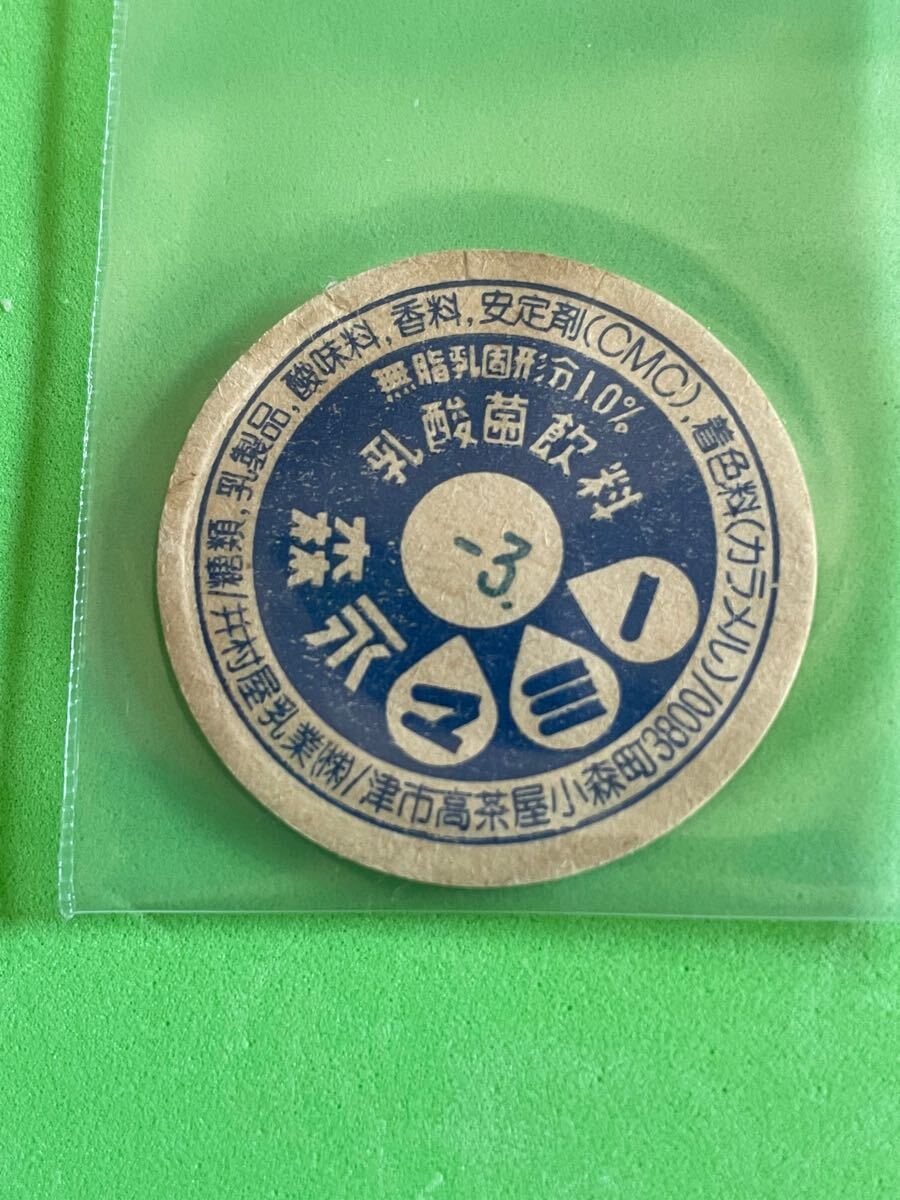 糖類,乳製品,酸味料,香料,安定剤(CMC),着色料(カラメル)/
井村屋乳業(株)/津市高茶屋小森町3800/
無脂乳固形分1.0%
乳酸菌飲料
森永
マミー
-3.